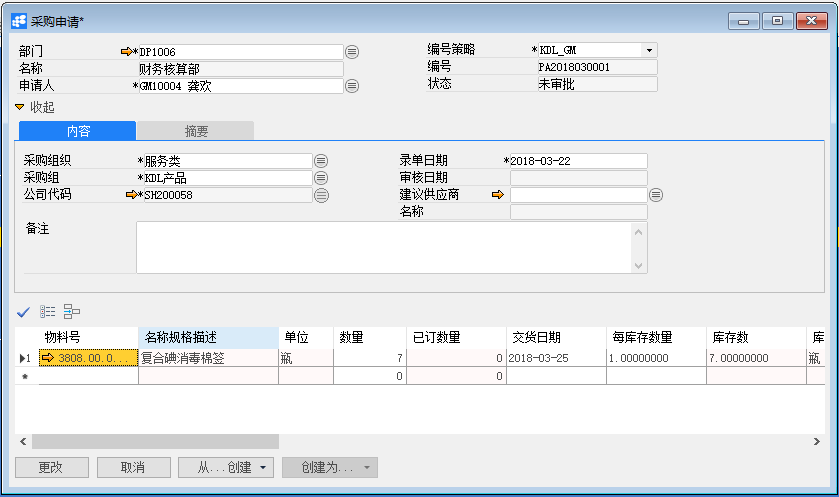 采购申请*
部门 *DP1006 编号策略 *KDL_GM
名称 财务核算部 编号 PA2018030001
申请人 *GM10004 龚欢 状态 未审批
收起
内容 摘要
采购组织 *服务类 录单日期 *2018-03-22
采购组 *KDL产品 审核日期
公司代码 *SH200058 建议供应商
名称
备注
物料号 名称规格描述 单位 数量 已订数量 交货日期 每库存数量 库存数 库
1 3808.00.0... 复合碘消毒棉签 瓶 7 0 2018-03-25 1.00000000 7.00000000 瓶
* 0 0
更改 取消 从...创建 创建为...